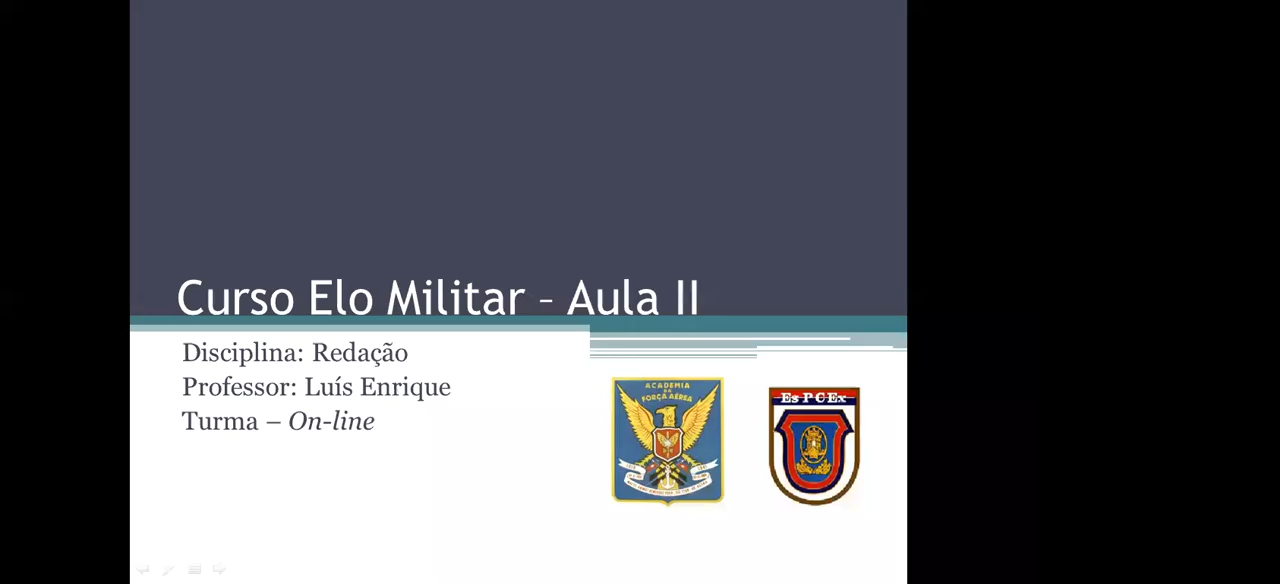 Curso Elo Militar – Aula II
Disciplina: Redação
Professor: Luís Enrique
Turma – On-line
ACADEMIA
DA
FORÇA AÉREA
EsPCEx